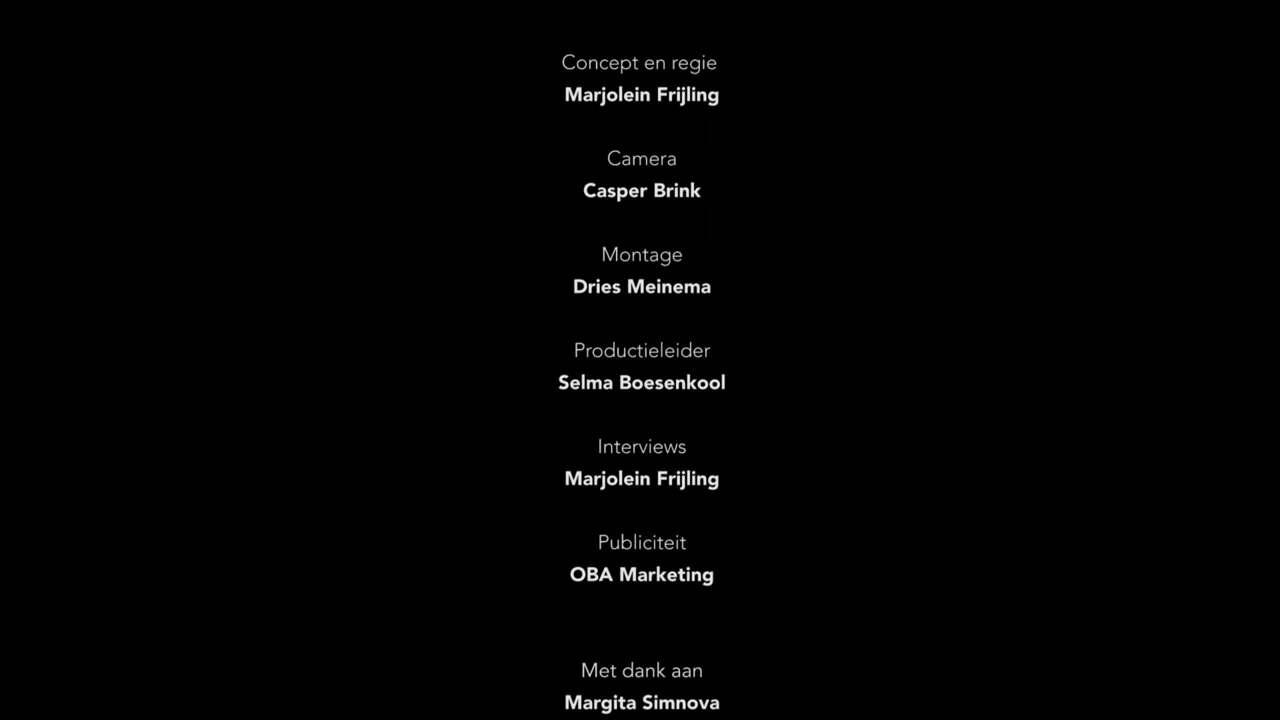 Concept en regie
Marjolein Frijling
Camera
Casper Brink
Montage
Dries Meinema
Productieleider
Selma Boesenkool
Interviews
Marjolein Frijling
Publiciteit
OBA Marketing
Met dank aan
Margita Simnova